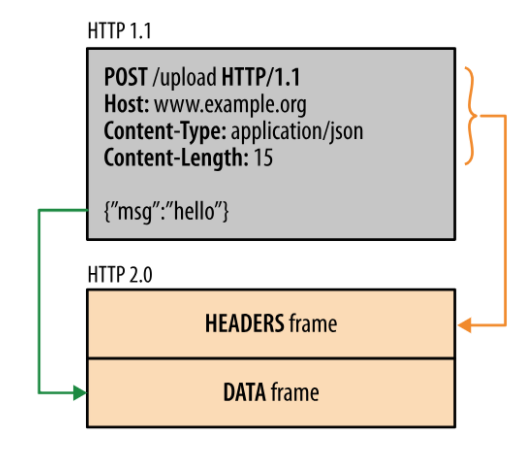 HTTP 1.1
POST /upload HTTP/1.1
Host: www.example.org
Content-Type: application/json
Content-Length: 15
{"msg":"hello"}
HTTP 2.0
HEADERS frame
DATA frame